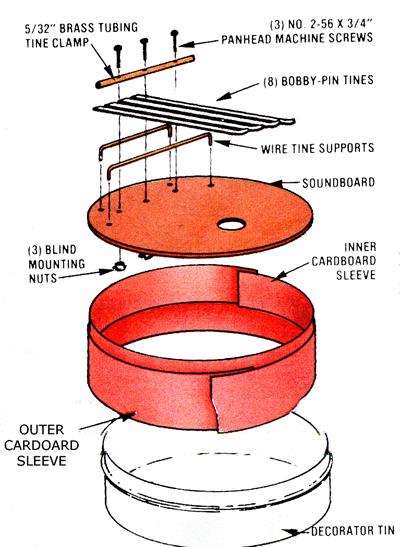 5/32" BRASS TUBING
TINE CLAMP
(3) NO. 2-56 X 3/4"
PANHEAD MACHINE SCREWS
(8) BOBBY-PIN TINES
WIRE TINE SUPPORTS
SOUNDBOARD
(3) BLIND
MOUNTING
NUTS
INNER
CARDBOARD
SLEEVE
OUTER
CARDOARD
SLEEVE
DECORATOR TIN